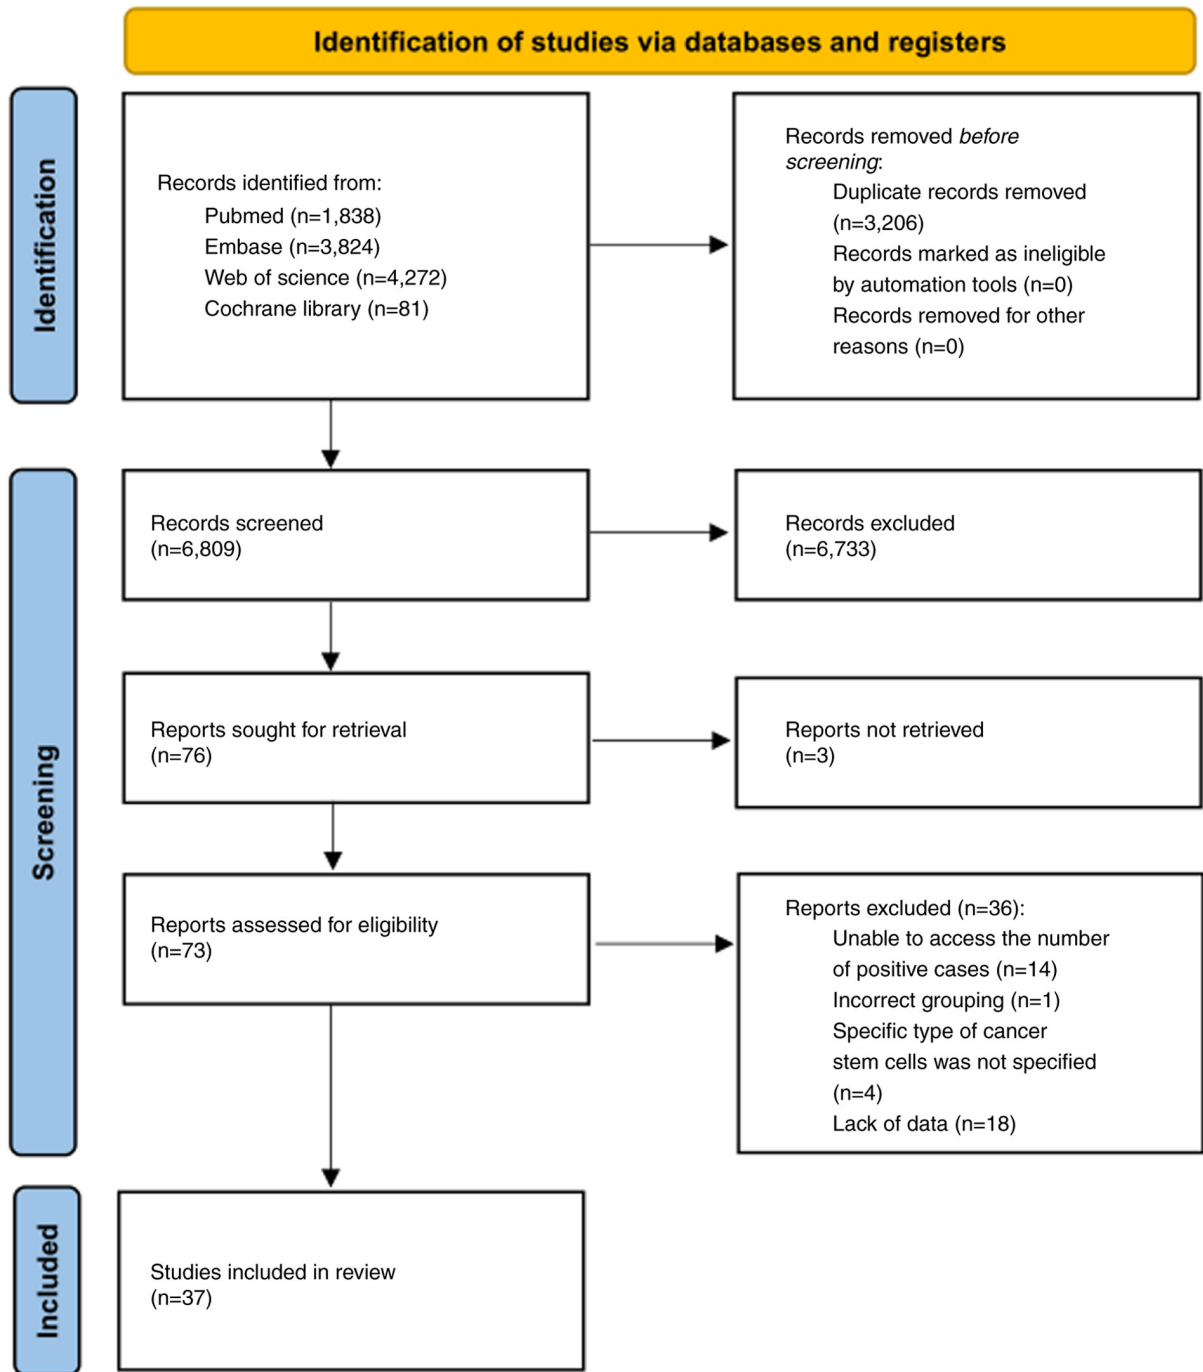 Identification of studies via databases and registers
Identification
Records identified from:
Pubmed (n=1,838)
Embase (n=3,824)
Web of science (n=4,272)
Cochrane library (n=81)
Records removed before
screening:
Duplicate records removed
(n=3,206)
Records marked as ineligible
by automation tools (n=0)
Records removed for other
reasons (n=0)
Screening
Records screened
(n=6,809)
Records excluded
(n=6,733)
Reports sought for retrieval
(n=76)
Reports not retrieved
(n=3)
Reports assessed for eligibility
(n=73)
Reports excluded (n=36):
Unable to access the number
of positive cases (n=14)
Incorrect grouping (n=1)
Specific type of cancer
stem cells was not specified
(n=4)
Lack of data (n=18)
Included
Studies included in review
(n=37)